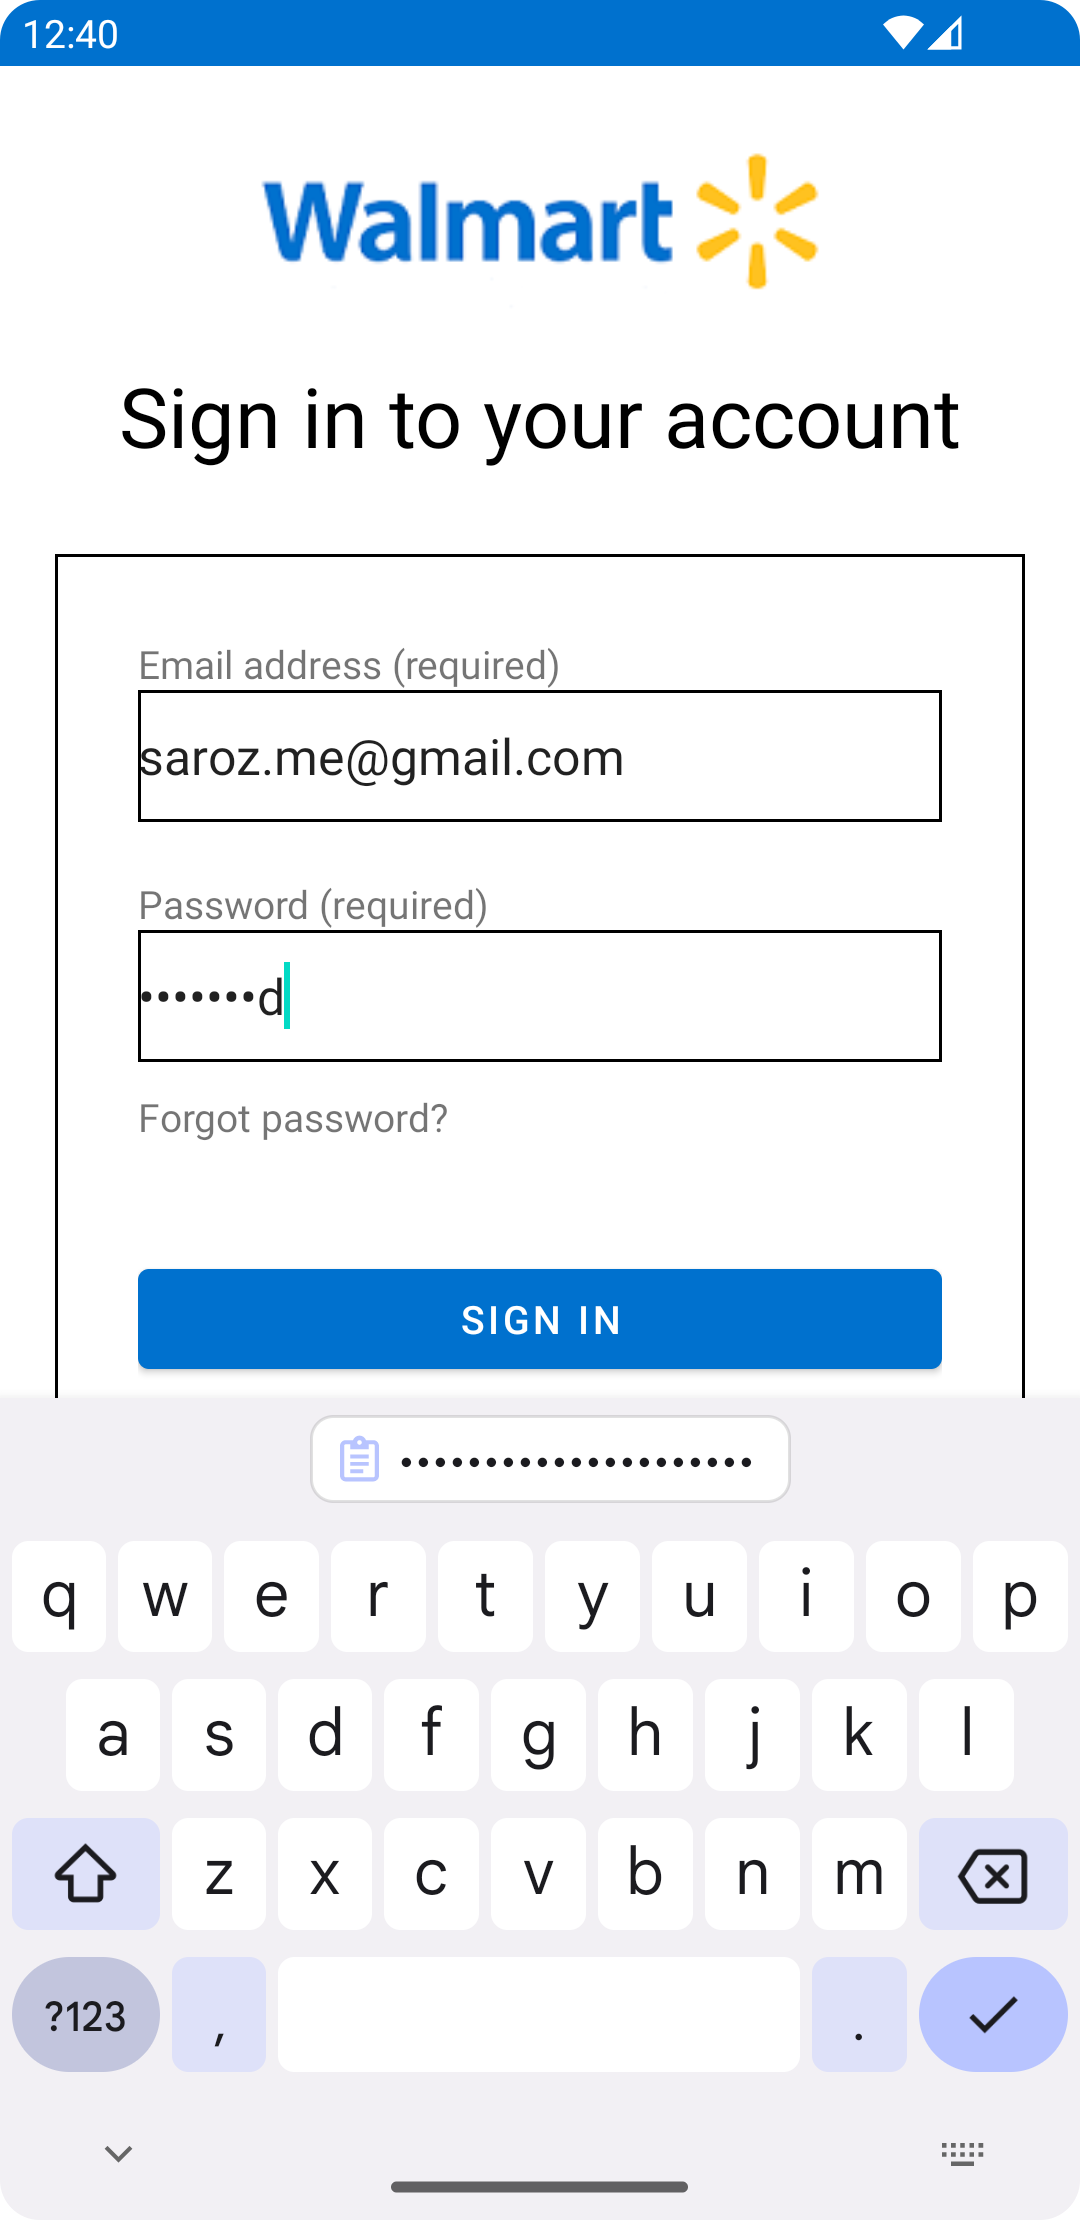 12:40
Walmart
Sign in to your account
Email address (required)
saroz.me@gmail.com
Password (required)
•••••••d
Forgot password?
SIGN IN
•••••••••••••••••••••
q w e r t y u i o p
a s d f g h j k l
z x c v b n m
?123 , .